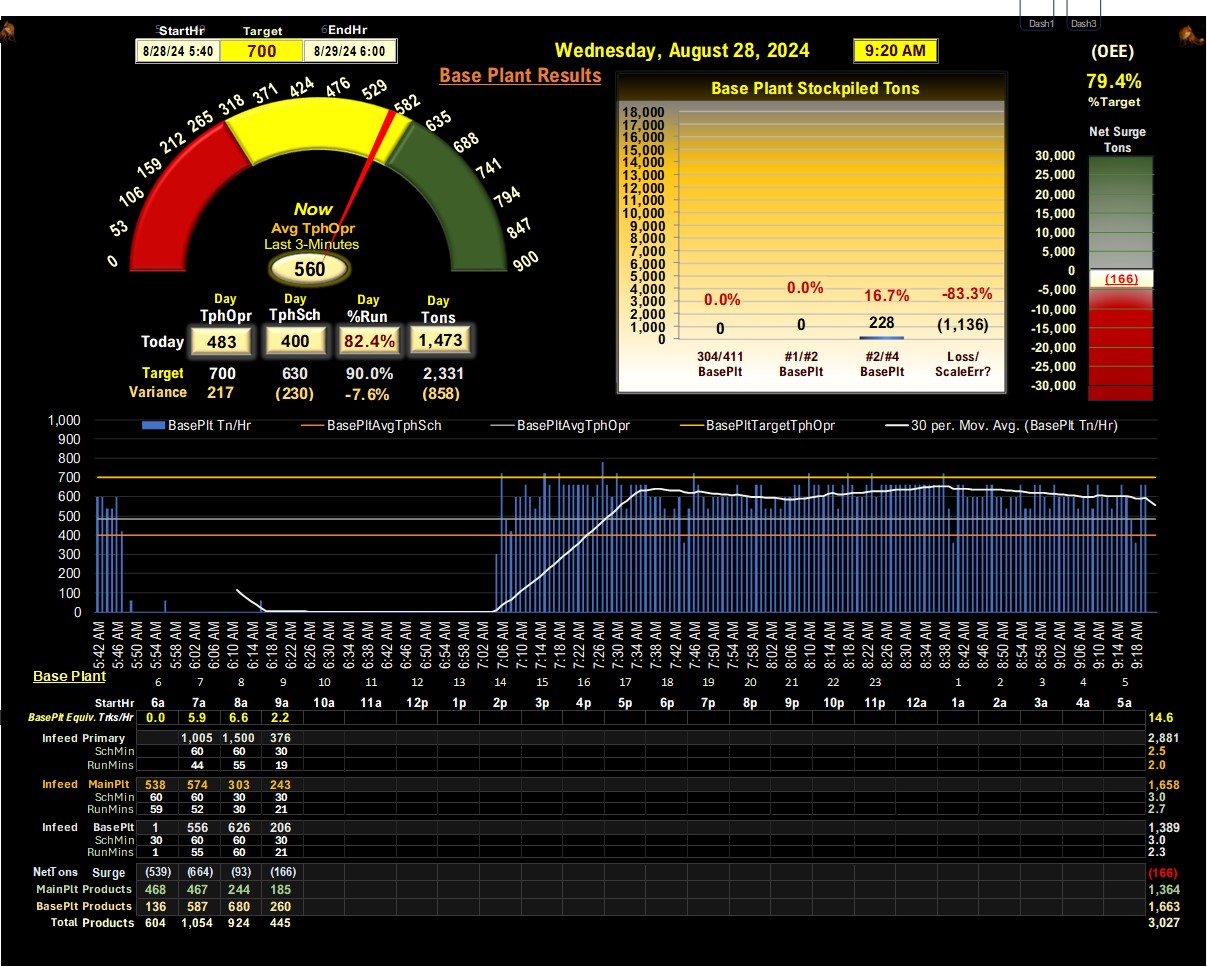 Dash1 Dash3
StartHr Target EndHr
8/28/24 5:40 700 8/29/24 6:00
Wednesday, August 28, 2024 9:20 AM
(OEE)
79.4%
%Target
Base Plant Results
Base Plant Stockpiled Tons
0 53 106 159 212 265 318 371 424 476 529 582 635 688 741 794 847 900
Now
Avg TphOpr
Last 3-Minutes
560
Day Day Day Day
TphOpr TphSch %Run Tons
Today 483 400 82.4% 1,473
Target 700 630 90.0% 2,331
Variance 217 (230) -7.6% (858)
18,000
17,000
16,000
15,000
14,000
13,000
12,000
11,000
10,000
9,000
8,000
7,000
6,000
5,000
4,000
3,000
2,000
1,000
0
0.0% 0.0% 16.7% -83.3%
0 0 228 (1,136)
304/411 #1/#2 #2/#4 Loss/
BasePlt BasePlt BasePlt ScaleErr?
Net Surge
Tons
30,000
25,000
20,000
15,000
10,000
5,000
0
(166)
-5,000
-10,000
-15,000
-20,000
-25,000
-30,000
BasePlt Tn/Hr BasePltAvgTphSch BasePltAvgTphOpr BasePltTargetTphOpr 30 per. Mov. Avg. (BasePlt Tn/Hr)
1,000
900
800
700
600
500
400
300
200
100
0
5:42 AM 5:46 AM 5:50 AM 5:54 AM 5:58 AM 6:02 AM 6:06 AM 6:10 AM 6:14 AM 6:18 AM 6:22 AM 6:26 AM 6:30 AM 6:34 AM 6:38 AM 6:42 AM 6:46 AM 6:50 AM 6:54 AM 6:58 AM 7:02 AM 7:06 AM 7:10 AM 7:14 AM 7:18 AM 7:22 AM 7:26 AM 7:30 AM 7:34 AM 7:38 AM 7:42 AM 7:46 AM 7:50 AM 7:54 AM 7:58 AM 8:02 AM 8:06 AM 8:10 AM 8:14 AM 8:18 AM 8:22 AM 8:26 AM 8:30 AM 8:34 AM 8:38 AM 8:42 AM 8:46 AM 8:50 AM 8:54 AM 8:58 AM 9:02 AM 9:06 AM 9:10 AM 9:14 AM 9:18 AM
Base Plant
6 7 8 9 10 11 12 13 14 15 16 17 18 19 20 21 22 23 1 2 3 4 5
StartHr 6a 7a 8a 9a 10a 11a 12p 1p 2p 3p 4p 5p 6p 7p 8p 9p 10p 11p 12a 1a 2a 3a 4a 5a
BasePlt Equiv. Trks/Hr 0.0 5.9 6.6 2.2 14.6
Infeed Primary 1,005 1,500 376 2,881
SchMin 60 60 30 2.5
RunMins 44 55 19 2.0
Infeed MainPlt 538 574 303 243 1,658
SchMin 60 60 30 30 3.0
RunMins 59 52 30 21 2.7
Infeed BasePlt 1 556 626 206 1,389
SchMin 30 60 60 30 3.0
RunMins 1 55 60 21 2.3
NetTons Surge (539) (664) (93) (166) (166)
MainPlt Products 468 467 244 185 1,364
BasePlt Products 136 587 680 260 1,663
Total Products 604 1,054 924 445 3,027